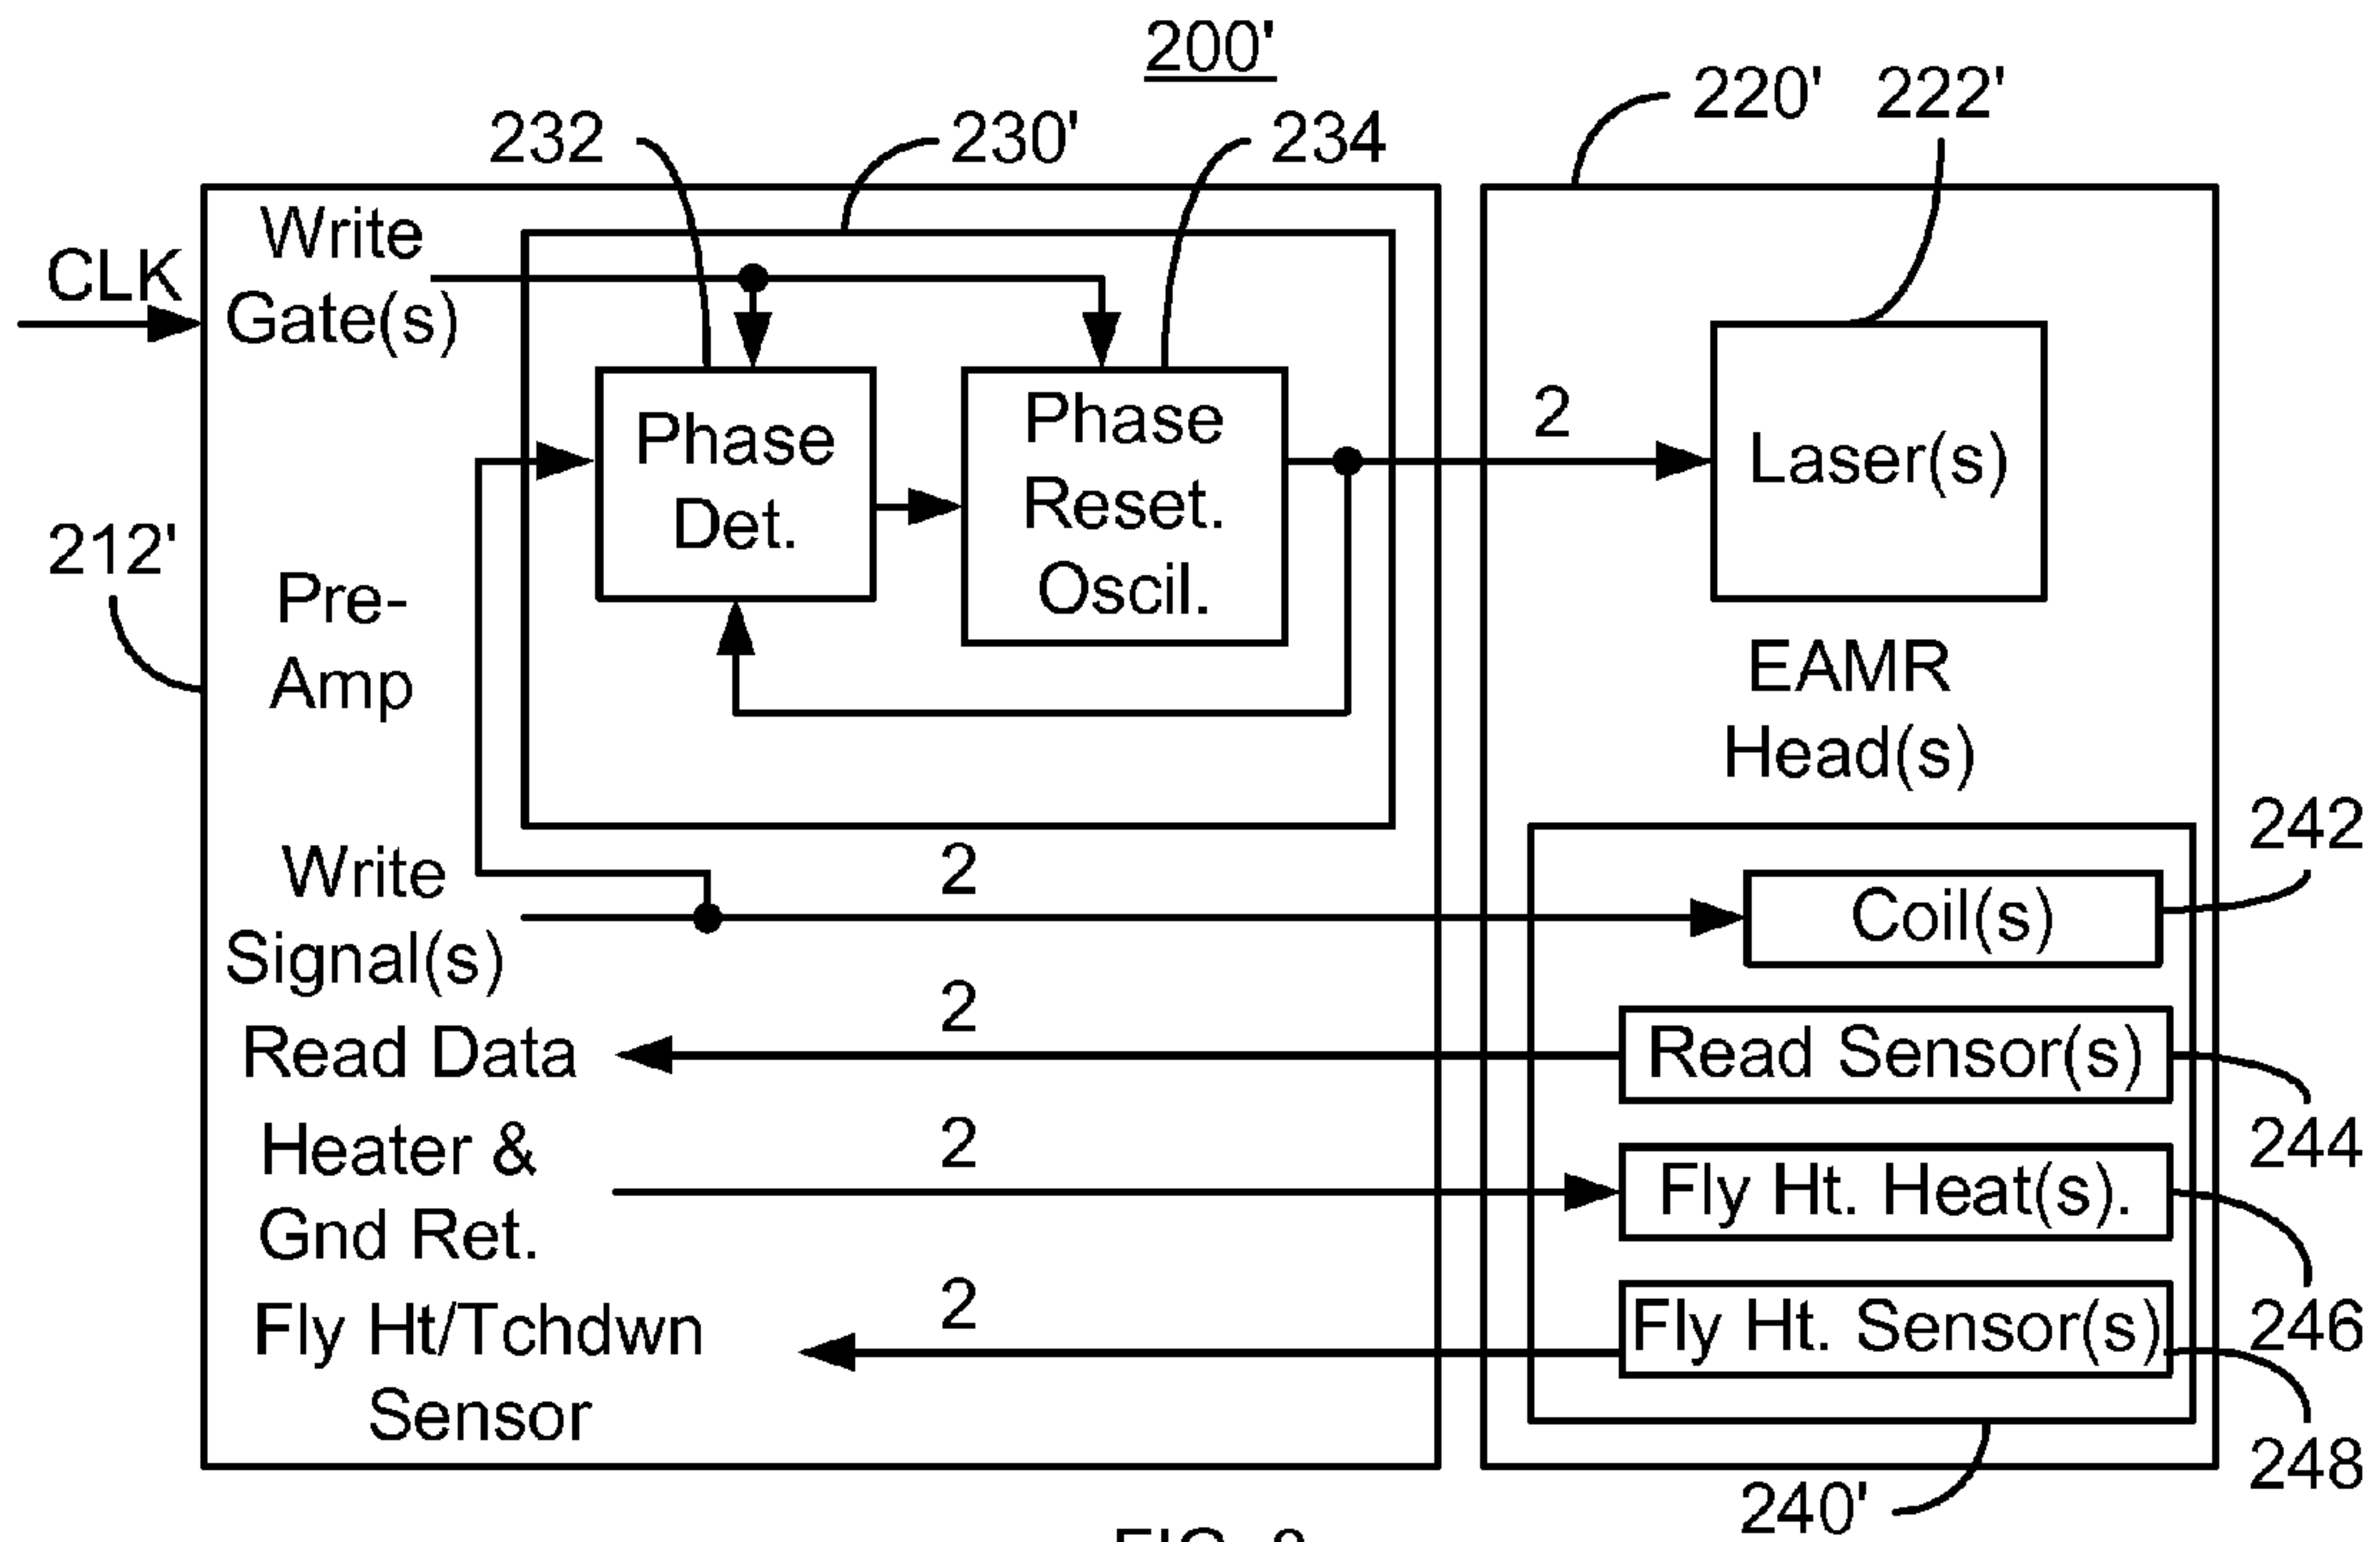 200'
232
230'
234
220'
222'
CLK
Write
Gate(s)
Phase
Det.
Phase
Reset.
Oscil.
2
Laser(s)
212'
Pre-
Amp
EAMR
Head(s)
Write
Signal(s)
2
Coil(s)
242
Read Data
2
Read Sensor(s)
244
Heater &
Gnd Ret.
2
Fly Ht. Heat(s).
246
Fly Ht/Tchdwn
Sensor
2
Fly Ht. Sensor(s)
248
240'